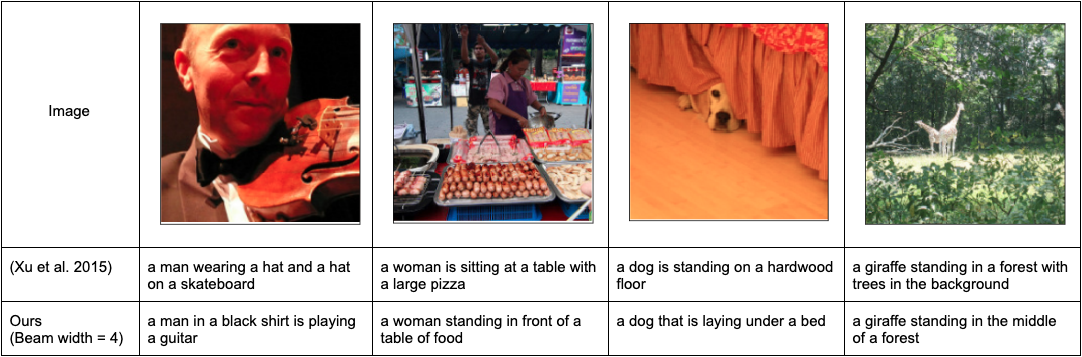 Image
(Xu et al. 2015)
a man wearing a hat and a hat
on a skateboard
a woman is sitting at a table with
a large pizza
a dog is standing on a hardwood
floor
a giraffe standing in a forest with
trees in the background
Ours
(Beam width = 4)
a man in a black shirt is playing
a guitar
a woman standing in front of a
table of food
a dog that is laying under a bed
a giraffe standing in the middle
of a forest